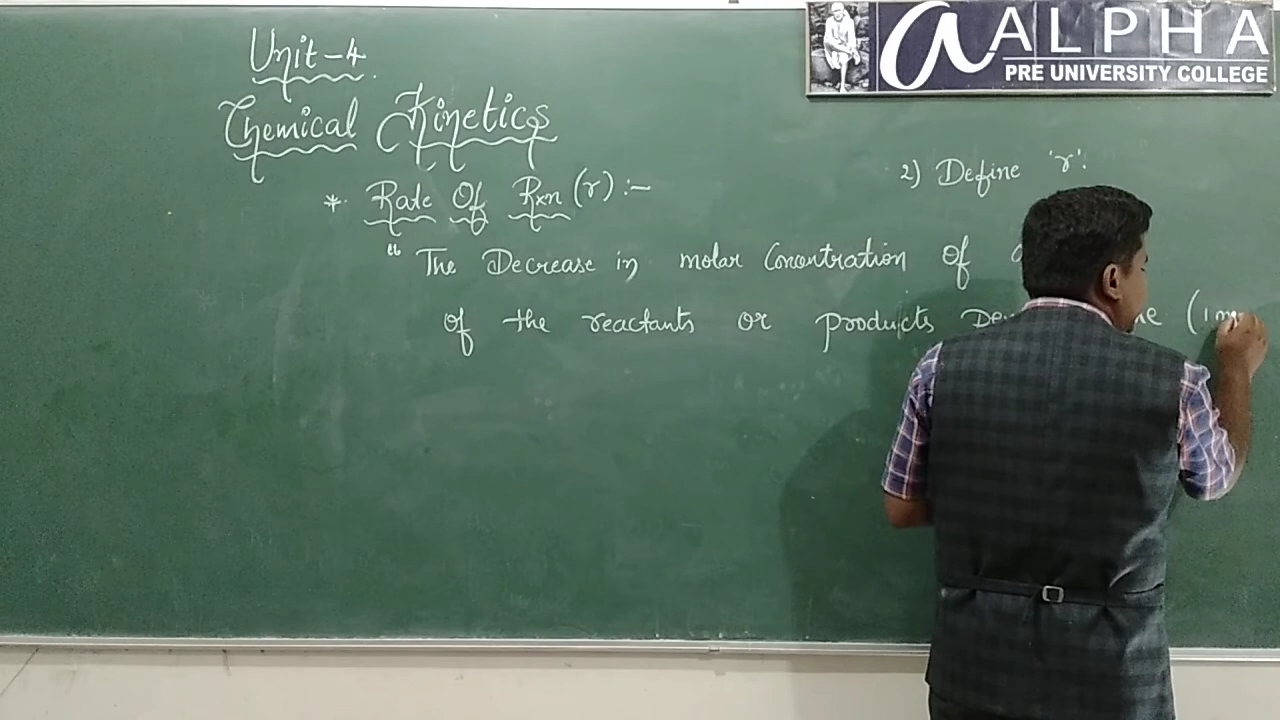 Unit-4
Chemical Kinetics
* Rate Of Rxn (r) :-
2) Define 'r'.
" The Decrease in molar Concentration of
of the reactants or products
(1
a ALPHA
PRE UNIVERSITY COLLEGE